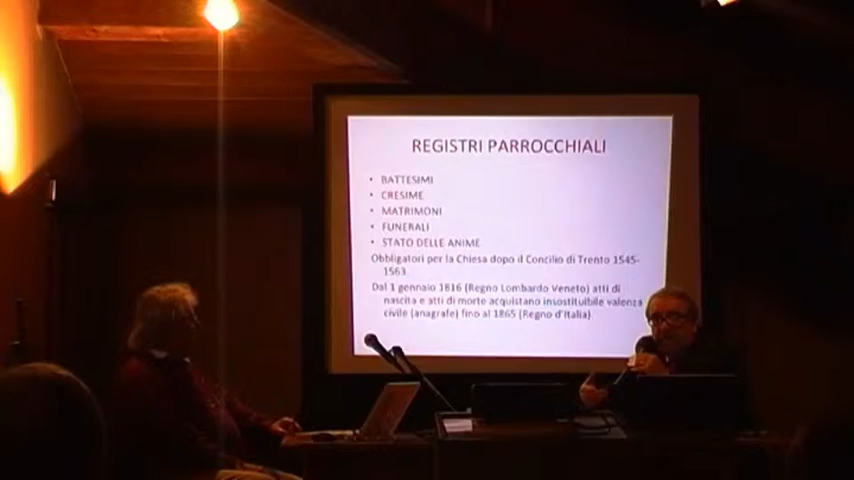 REGISTRI PARROCCHIALI
• BATTESIMI
• CRESIME
• MATRIMONI
• FUNERALI
• STATO DELLE ANIME
Obbligatori per la Chiesa dopo il Concilio di Trento 1545-
1563
Dal 1 gennaio 1816 (Regno Lombardo Veneto) atti di
nascita e atti di morte acquistano insostituibile valenza
civile (anagrafe) fino al 1865 (Regno d'Italia)